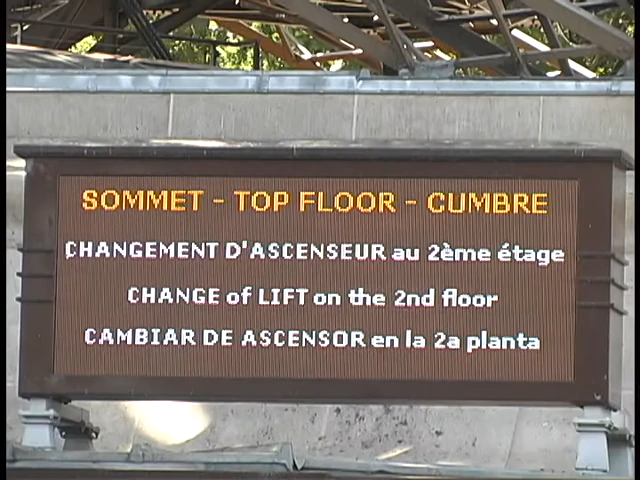 SOMMET - TOP FLOOR - CUMBRE
CHANGEMENT D'ASCENSEUR au 2ème étage
CHANGE of LIFT on the 2nd floor
CAMBIAR DE ASCENSOR en la 2a planta